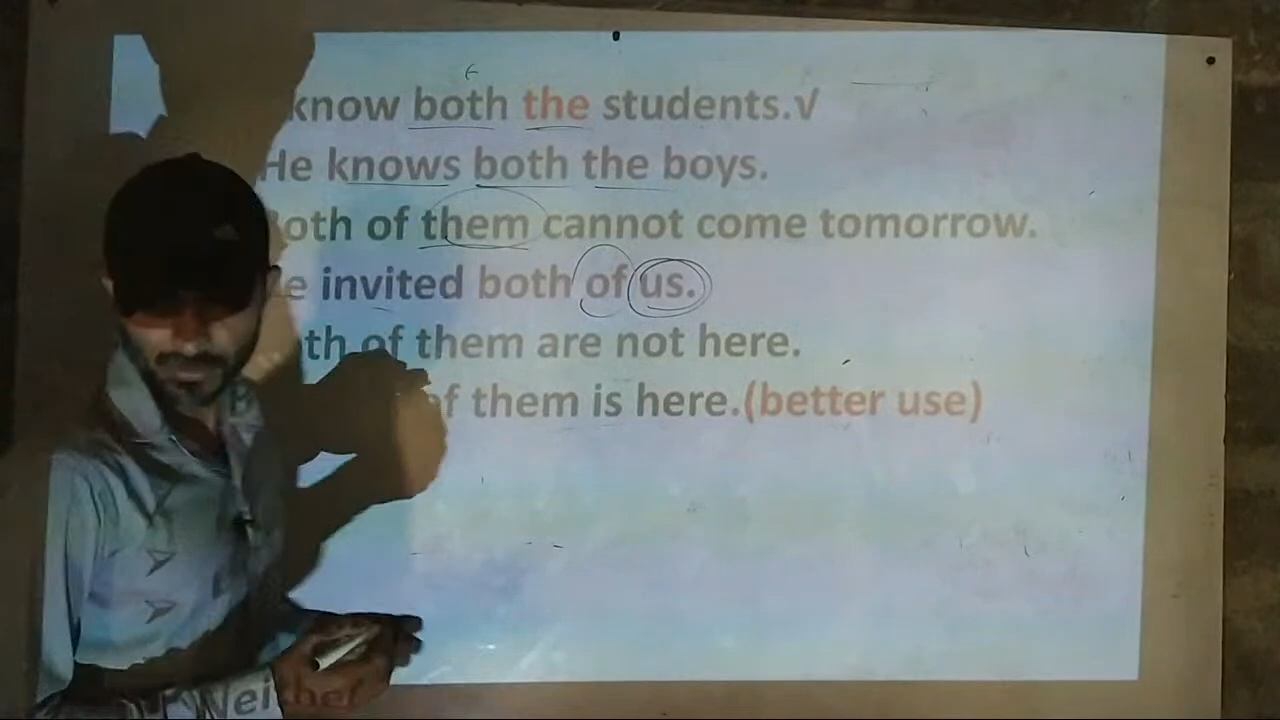 know both the students.√
He knows both the boys.
oth of them cannot come tomorrow.
e invited both of us.
th of them are not here.
f them is here.(better use)
Neither